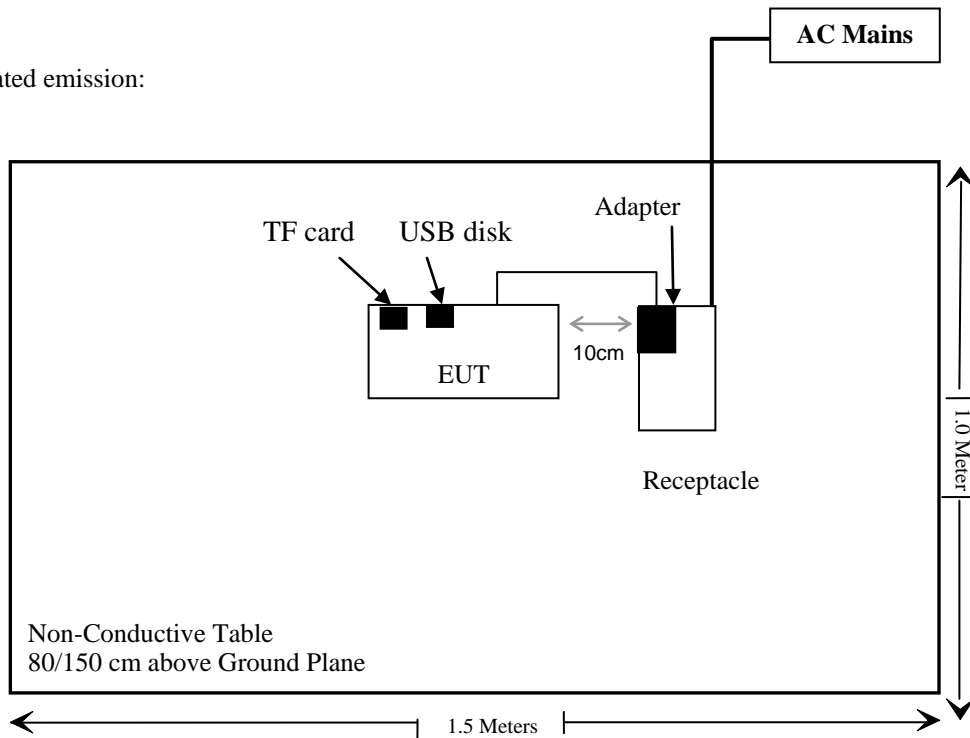 AC Mains
ated emission:
Adapter
TF card
USB disk
10cm
EUT
Receptacle
1.0 Meter
Non-Conductive Table
80/150 cm above Ground Plane
1.5 Meters